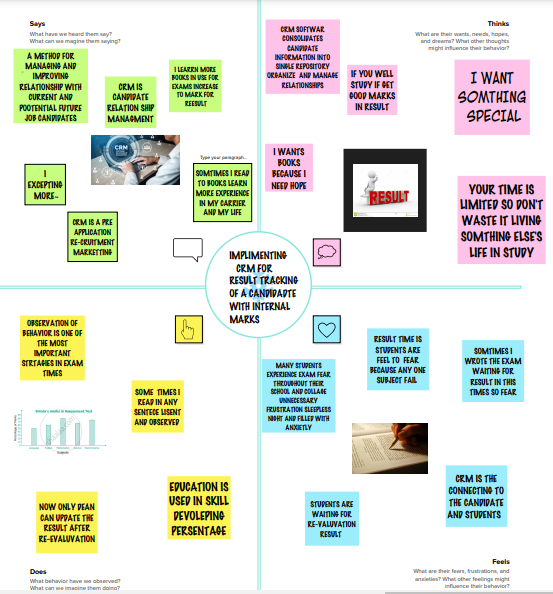 Says
What have we heard them say?
What can we magine them saying?
A METHOD FOR
MANAGING AND
IMPROVING
RELATIONSHIP WITH
CURRENT AND
POOTENTIAL FUTURE
JOB CANDIDATES
CRM IS
CANDIDATE
RELATION SHIP
MANAGMENT
I LEARN MORE
BOOKS IN USE FOR
EXAMS INCREASE
TO MARK FOR
REESULT
CRM
I
EXCEPTING
MORE..
Type your paragraph...
SOMTIMES I READ
TO BOOKS LEARN
MORE EXPERIENCE
IN MY CARRIER
AND MY LIFE
CRM IS A PRE
APPLICATION
RE-CRUITMENT
MARKETTING
Thinks
What are their wants, needs, hopes,
and dreams? What other thoughts
might influence their behavior?
CRM SOFTWAR
CONSOLIDATES
CANDIDATE
INFORMATION INTO
SINGLE REPOSITORY
ORGANIZE AND MANAGE
RELATIONSHIPS
IF YOU WELL
STUDY IF GET
GOOD MARKS
IN RESULT
I WANT
SOMTHING
SPECIAL
I WANTS
BOOKS
BECAUSE I
NEED HOPE
RESULT
YOUR TIME IS
LIMITED SO DON'T
WASTE IT LIVING
SOMTHING ELSE'S
LIFE IN STUDY
IMPLIMENTING
CRM FOR
RESULT TRACKING
OF A CANDIDADTE
WITH INTERNAL
MARKS
OBSERVATION OF
BEHAVIOR IS ONE OF
THE MOST
IMPORTANT
STRTAGIES IN EXAM
TIMES
SOME TIMES I
READ IN ANY
SENTECE LISENT
AND OBSERVED
NOW ONLY DEAN
CAN UPDATE THE
RESULT AFTER
RE-EVALUVATION
EDUCATION IS
USED IN SKILL
DEVOLEPING
PERSENTAGE
Does
What behavior have we observed?
What can we imagine them doing?
MANY STUDENTS
EXPERIENCE EXAM FEAR
THROUGHOUT THEIR
SCHOOL AND COLLAGE
UNNECESSARY
FRUSTRATION SLEEPLESS
NIGHT AND FILLED WITH
ANXIETLY
RESULT TIME IS
STUDENTS ARE
FEEL TO FEAR
BECAUSE ANY ONE
SUBJECT FAIL
SOMTIMES I
WROTE THE EXAM
WAITING FOR
RESULT IN THIS
TIMES SO FEAR
STUDENTS ARE
WAITING FOR
RE-VALUVATION
RESULT
CRM IS THE
CONNECTING TO
THE CANDIDATE
AND STUDENTS
Feels
What are their fears, frustrations, and
anxieties? What other feelings might
influence their behavior?